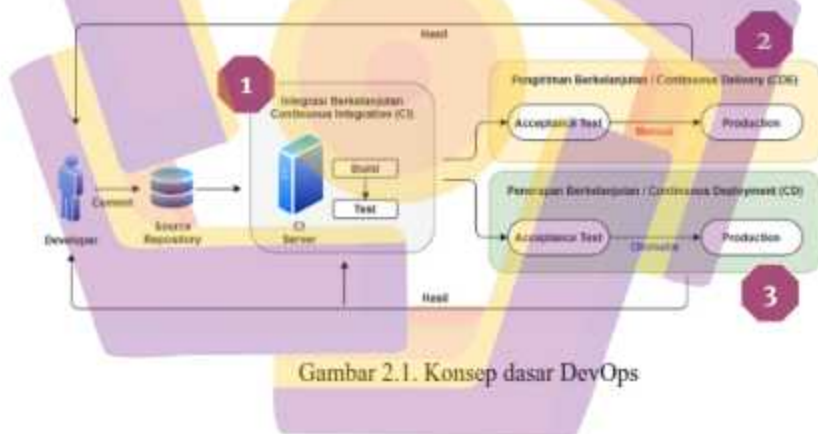 Hasil
2
1
Pengiriman Berkelanjutan / Continuous Delivery (CDE)
Integrasi Berkelanjutan
Continuous Integration (CI)
Acceptance Test
Manual
Production
Build
Test
Commit
Developer
Source
Repository
CI
Server
Penerapan Berkelanjutan / Continuous Deployment (CD)
Acceptance Test
Otomatis
Production
Hasil
3
Gambar 2.1. Konsep dasar DevOps